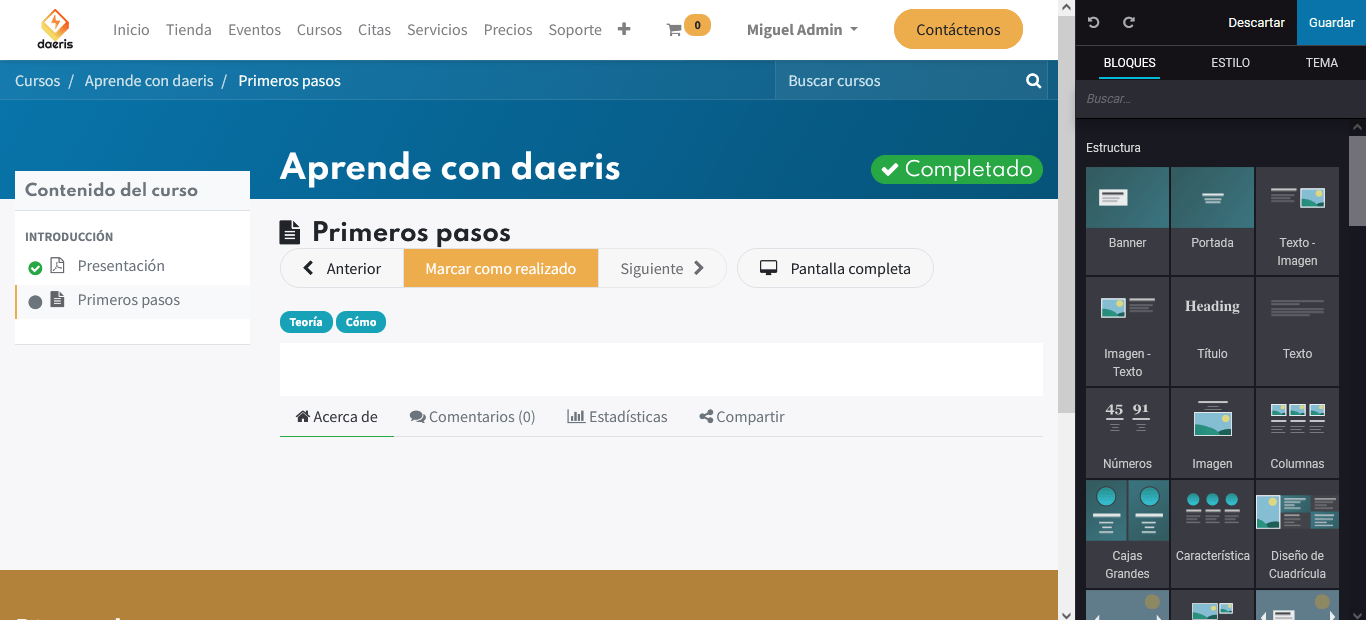 daeris
Inicio Tienda Eventos Cursos Citas Servicios Precios Soporte
0
Miguel Admin
Contáctenos
Descartar
Guardar
Cursos / Aprende con daeris / Primeros pasos
Buscar cursos
BLOQUES ESTILO TEMA
Buscar...
Estructura
Aprende con daeris
Completado
Contenido del curso
INTRODUCCIÓN
Presentación
Primeros pasos
Primeros pasos
Anterior
Marcar como realizado
Siguiente
Pantalla completa
Teoría Cómo
Acerca de
Comentarios (0)
Estadísticas
Compartir
Banner
Portada
Texto -
Imagen
Imagen -
Texto
Heading
Título
Texto
45 91
Números
Imagen
Columnas
Cajas
Grandes
Característica
Diseño de
Cuadrícula